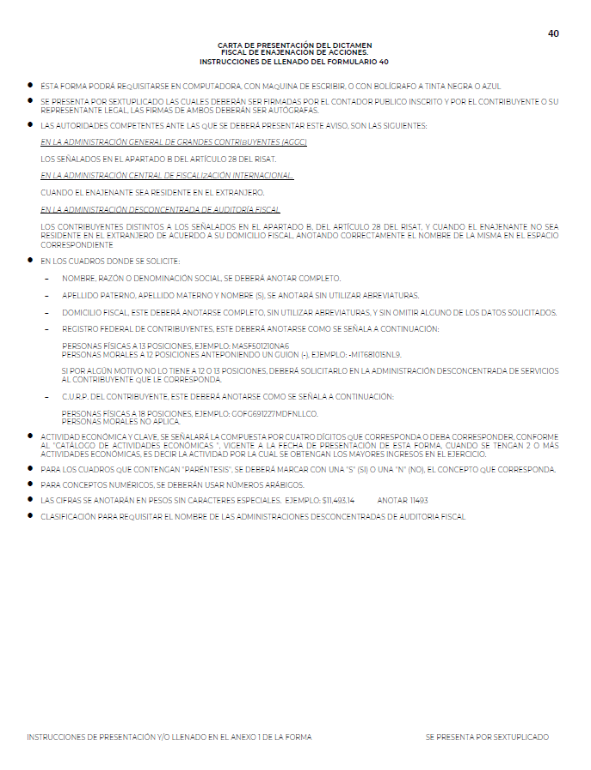 40
CARTA DE PRESENTACIÓN DEL DICTAMEN
FISCAL DE ENAJENACIÓN DE ACCIONES.
INSTRUCCIONES DE LLENADO DEL FORMULARIO 40
● ÉSTA FORMA PODRÁ REQUISITARSE EN COMPUTADORA, CON MAQUINA DE ESCRIBIR, O CON BOLÍGRAFO A TINTA NEGRA O AZUL
● SE PRESENTA POR SEXTUPLICADO LAS CUALES DEBERÁN SER FIRMADAS POR EL CONTADOR PUBLICO INSCRITO Y POR EL CONTRIBUYENTE O SU
REPRESENTANTE LEGAL, LAS FIRMAS DE AMBOS DEBERÁN SER AUTÓGRAFAS.
● LAS AUTORIDADES COMPETENTES ANTE LAS QUE SE DEBERÁ PRESENTAR ESTE AVISO, SON LAS SIGUIENTES:
EN LA ADMINISTRACIÓN GENERAL DE GRANDES CONTRIBUYENTES (AGGC)
LOS SEÑALADOS EN EL APARTADO B DEL ARTÍCULO 28 DEL RISAT.
EN LA ADMINISTRACIÓN CENTRAL DE FISCALIZACIÓN INTERNACIONAL.
CUANDO EL ENAJENANTE SEA RESIDENTE EN EL EXTRANJERO.
EN LA ADMINISTRACIÓN DESCONCENTRADA DE AUDITORÍA FISCAL
LOS CONTRIBUYENTES DISTINTOS A LOS SEÑALADOS EN EL APARTADO B, DEL ARTÍCULO 28 DEL RISAT, Y CUANDO EL ENAJENANTE NO SEA
RESIDENTE EN EL EXTRANJERO DE ACUERDO A SU DOMICILIO FISCAL, ANOTANDO CORRECTAMENTE EL NOMBRE DE LA MISMA EN EL ESPACIO
CORRESPONDIENTE
● EN LOS CUADROS DONDE SE SOLICITE:
– NOMBRE, RAZÓN O DENOMINACIÓN SOCIAL, SE DEBERÁ ANOTAR COMPLETO.
– APELLIDO PATERNO, APELLIDO MATERNO Y NOMBRE (S), SE ANOTARÁ SIN UTILIZAR ABREVIATURAS.
– DOMICILIO FISCAL, ESTE DEBERÁ ANOTARSE COMPLETO, SIN UTILIZAR ABREVIATURAS, Y SIN OMITIR ALGUNO DE LOS DATOS SOLICITADOS.
– REGISTRO FEDERAL DE CONTRIBUYENTES, ESTE DEBERÁ ANOTARSE COMO SE SEÑALA A CONTINUACIÓN:
PERSONAS FÍSICAS A 13 POSICIONES, EJEMPLO: MASF501210NA6
PERSONAS MORALES A 12 POSICIONES ANTEPONIENDO UN GUION (-), EJEMPLO: -MIT681015NL9.
SI POR ALGÚN MOTIVO NO LO TIENE A 12 O 13 POSICIONES, DEBERÁ SOLICITARLO EN LA ADMINISTRACIÓN DESCONCENTRADA DE SERVICIOS
AL CONTRIBUYENTE QUE LE CORRESPONDA.
– C.U.R.P. DEL CONTRIBUYENTE, ESTE DEBERÁ ANOTARSE COMO SE SEÑALA A CONTINUACIÓN:
PERSONAS FÍSICAS A 18 POSICIONES, EJEMPLO: GOFG691227MDFNLLCO.
PERSONAS MORALES NO APLICA.
● ACTIVIDAD ECONÓMICA Y CLAVE, SE SEÑALARÁ LA COMPUESTA POR CUATRO DÍGITOS QUE CORRESPONDA O DEBA CORRESPONDER, CONFORME
AL "CATÁLOGO DE ACTIVIDADES ECONÓMICAS ", VIGENTE A LA FECHA DE PRESENTACIÓN DE ESTA FORMA, CUANDO SE TENGAN 2 O MÁS
ACTIVIDADES ECONÓMICAS, ES DECIR LA ACTIVIDAD POR LA CUAL SE OBTENGAN LOS MAYORES INGRESOS EN EL EJERCICIO.
● PARA LOS CUADROS QUE CONTENGAN "PARÉNTESIS", SE DEBERÁ MARCAR CON UNA "S" (SI) O UNA "N" (NO), EL CONCEPTO QUE CORRESPONDA.
● PARA CONCEPTOS NUMÉRICOS, SE DEBERÁN USAR NÚMEROS ARÁBICOS.
● LAS CIFRAS SE ANOTARÁN EN PESOS SIN CARACTERES ESPECIALES, EJEMPLO: $11,493.14 ANOTAR 11493
● CLASIFICACIÓN PARA REQUISITAR EL NOMBRE DE LAS ADMINISTRACIONES DESCONCENTRADAS DE AUDITORIA FISCAL
INSTRUCCIONES DE PRESENTACIÓN Y/O LLENADO EN EL ANEXO 1 DE LA FORMA SE PRESENTA POR SEXTUPLICADO